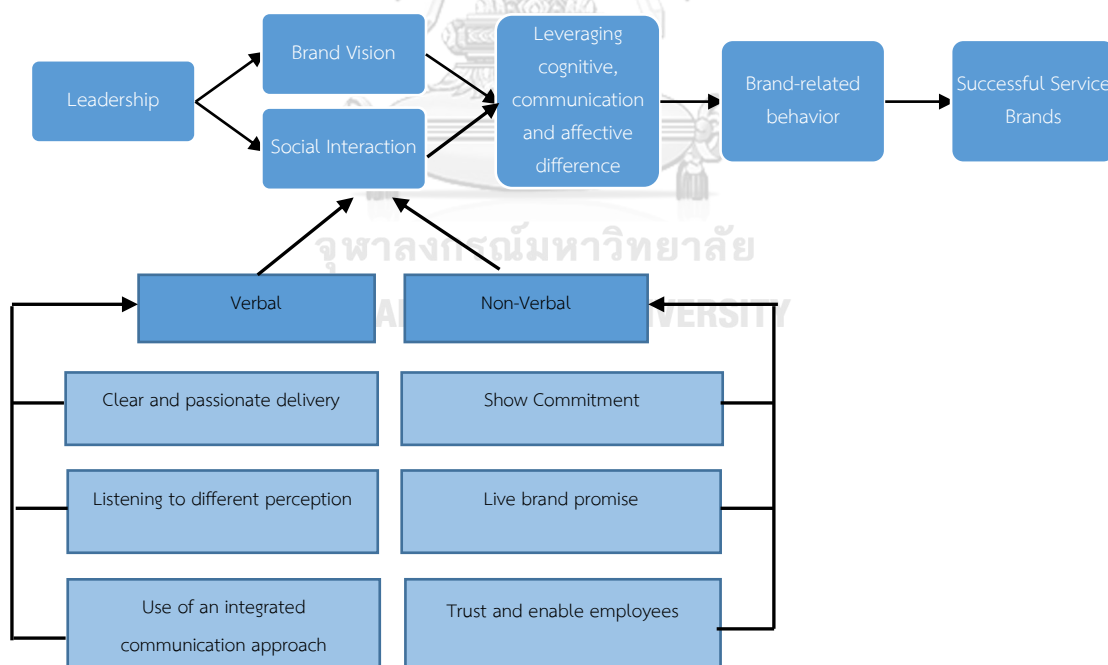 Leadership
Brand Vision
Social Interaction
Leveraging
cognitive,
communication
and affective
difference
Brand-related
behavior
Successful Service
Brands
จุฬาลงกรณ์มหาวิทยาลัย
Verbal
Non-Verbal
Clear and passionate delivery
Listening to different perception
Use of an integrated
communication approach
Show Commitment
Live brand promise
Trust and enable employees